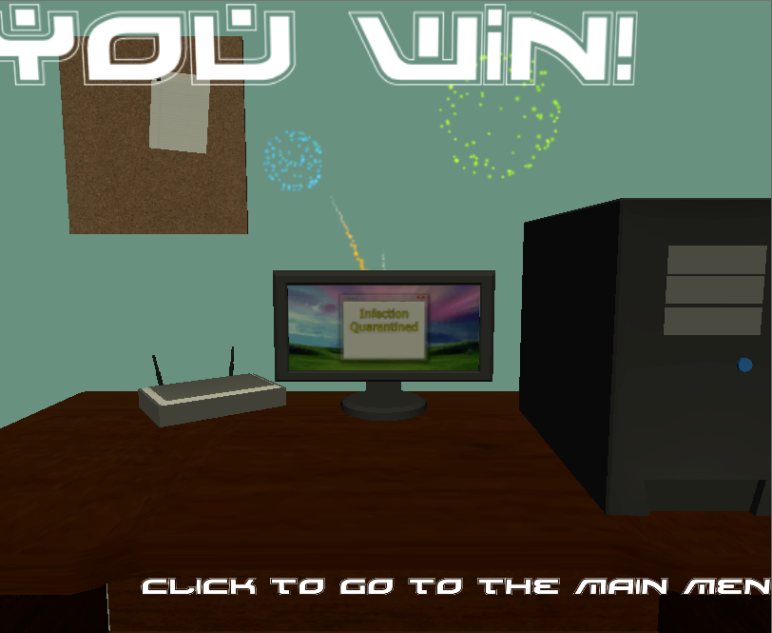 YOU WIN!
Infection
Quarantined
CLICK TO GO TO THE MAIN MEN